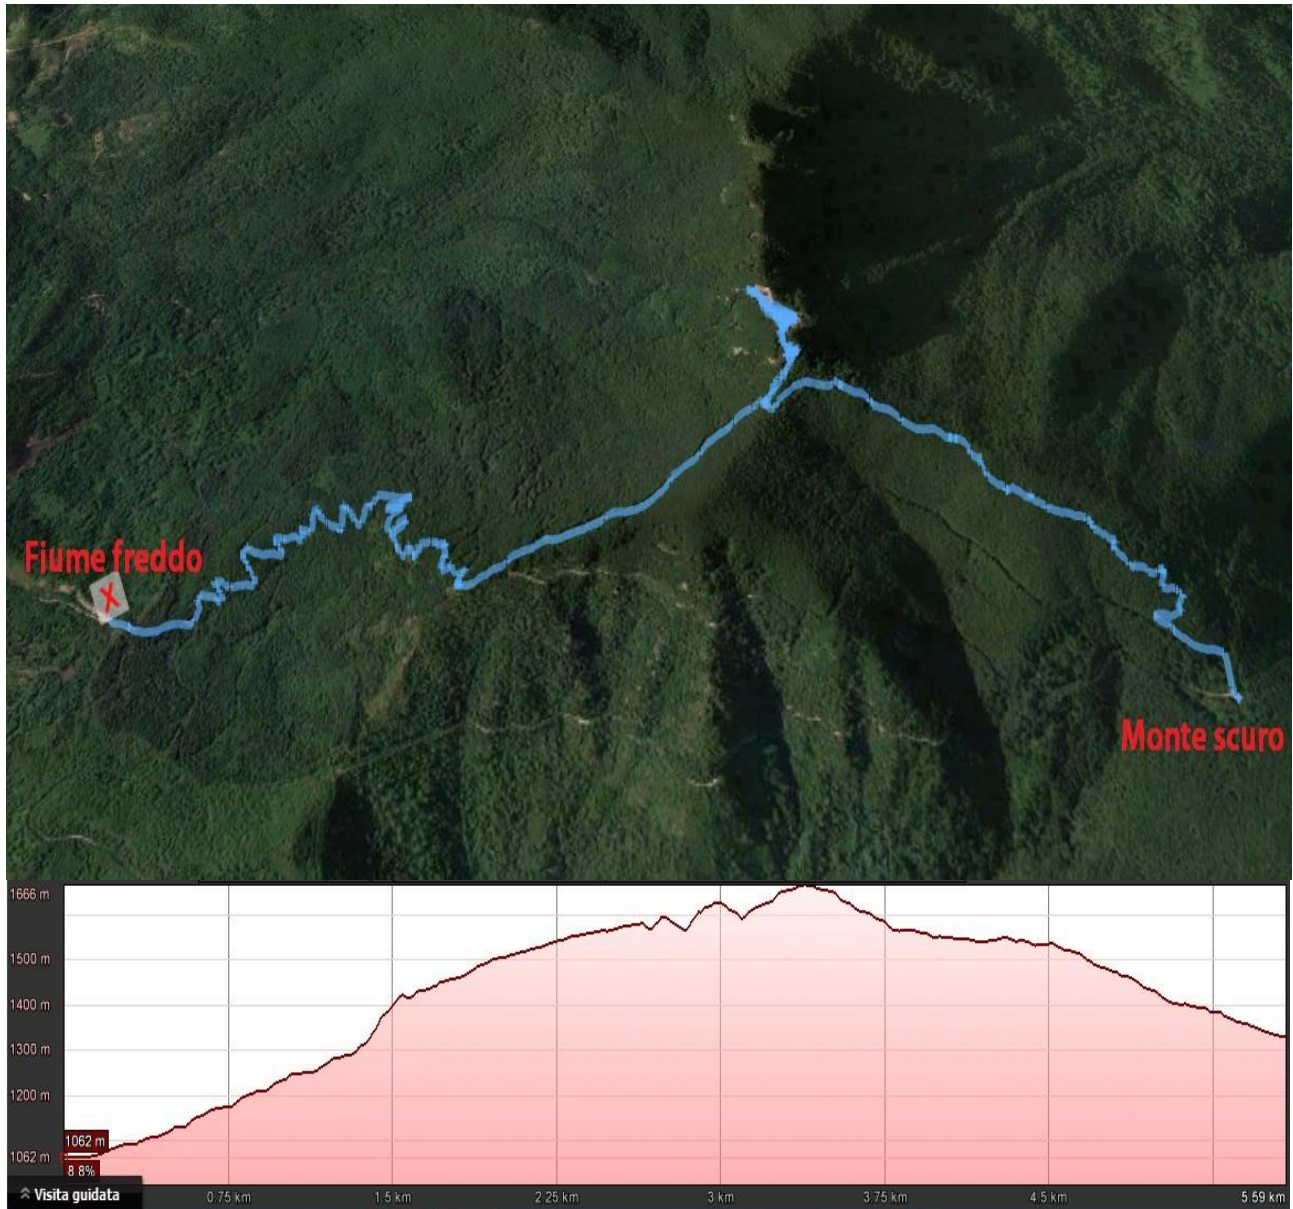 Fiume freddo
X
Monte scuro
1666 m
1500 m
1400 m
1300 m
1200 m
1062 m
1062 m
8 8%
Visita guidata
0.75 km
1.5 km
2.25 km
3 km
3.75 km
4.5 km
5.59 km